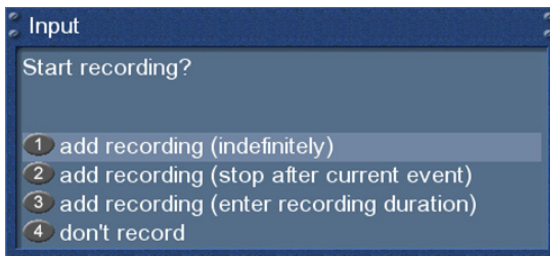 Input
Start recording?
1 add recording (indefinitely)
2 add recording (stop after current event)
3 add recording (enter recording duration)
4 don't record